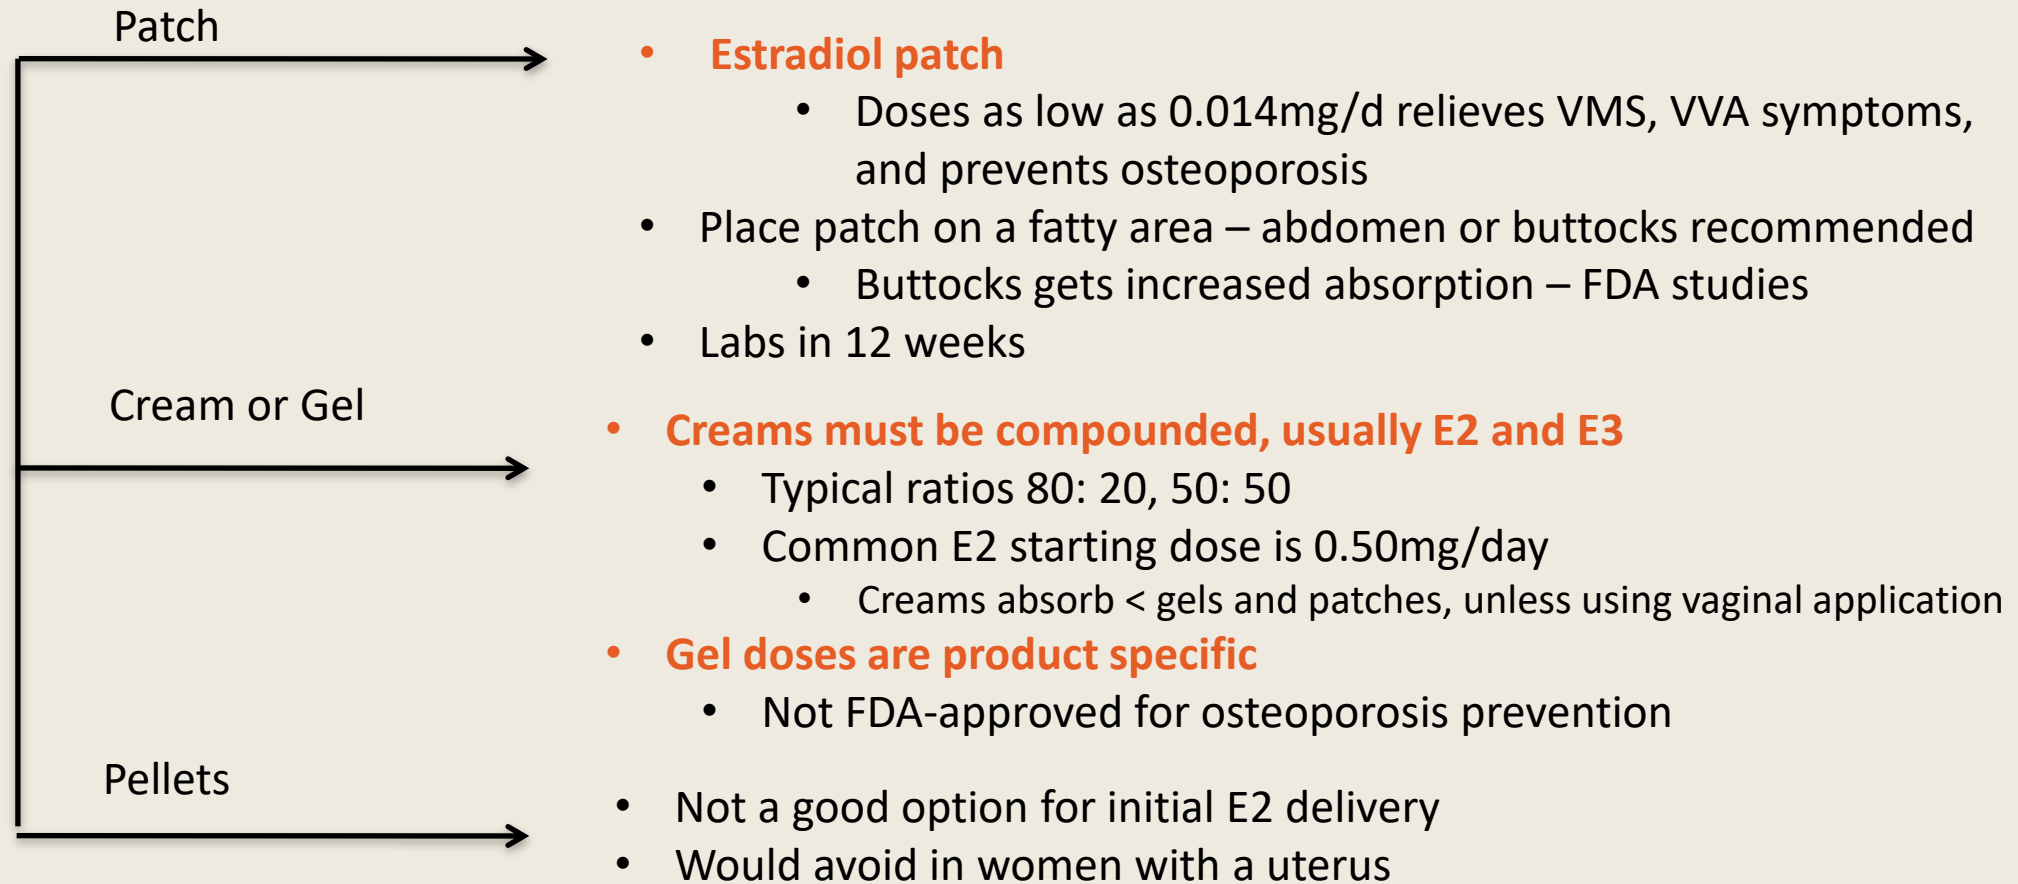 Patch
• Estradiol patch
• Doses as low as 0.014mg/d relieves VMS, VVA symptoms,
and prevents osteoporosis
• Place patch on a fatty area – abdomen or buttocks recommended
• Buttocks gets increased absorption – FDA studies
• Labs in 12 weeks
Cream or Gel
• Creams must be compounded, usually E2 and E3
• Typical ratios 80: 20, 50: 50
• Common E2 starting dose is 0.50mg/day
• Creams absorb < gels and patches, unless using vaginal application
• Gel doses are product specific
• Not FDA-approved for osteoporosis prevention
Pellets
• Not a good option for initial E2 delivery
• Would avoid in women with a uterus